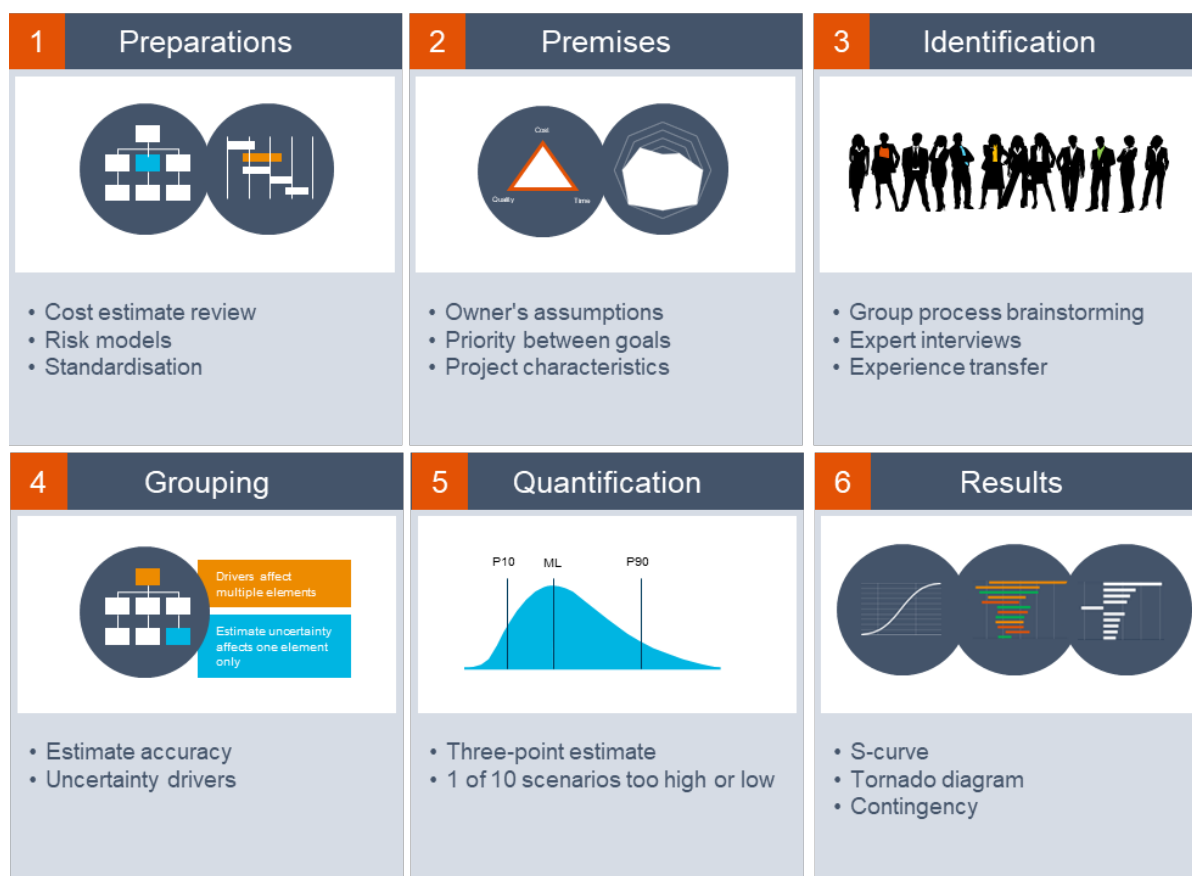 1 Preparations
Cost estimate review
Risk models
Standardisation
2 Premises
Cost
Quality
Time
• Owner's assumptions
• Priority between goals
• Project characteristics
3 Identification
• Group process brainstorming
• Expert interviews
• Experience transfer
4 Grouping
Drivers affect
multiple elements
Estimate uncertainty
affects one element
only
• Estimate accuracy
• Uncertainty drivers
5 Quantification
P10 ML P90
• Three-point estimate
• 1 of 10 scenarios too high or low
6 Results
• S-curve
• Tornado diagram
• Contingency